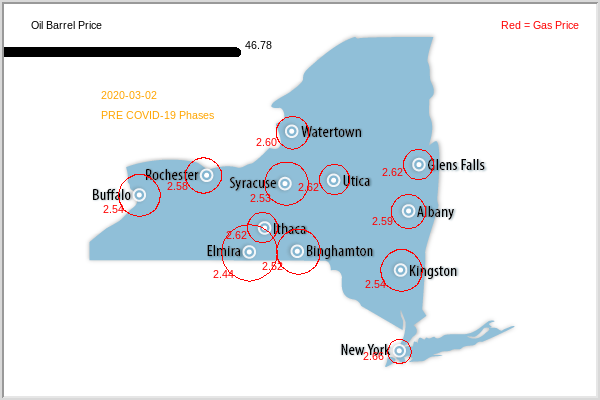 Oil Barrel Price
Red = Gas Price
46.78
2020-03-02
PRE COVID-19 Phases
Watertown
2.60
Glens Falls
2.62
Rochester
2.58
Syracuse
2.53
Utica
2.62
Buffalo
2.54
Albany
2.59
Ithaca
2.62
Elmira
2.44
Binghamton
2.52
Kingston
2.54
New York
2.66